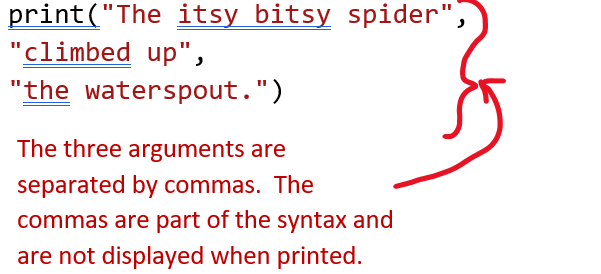 print("The itsy bitsy spider",
"climbed up",
"the waterspout.")
The three arguments are
separated by commas.  The
commas are part of the syntax and
are not displayed when printed.